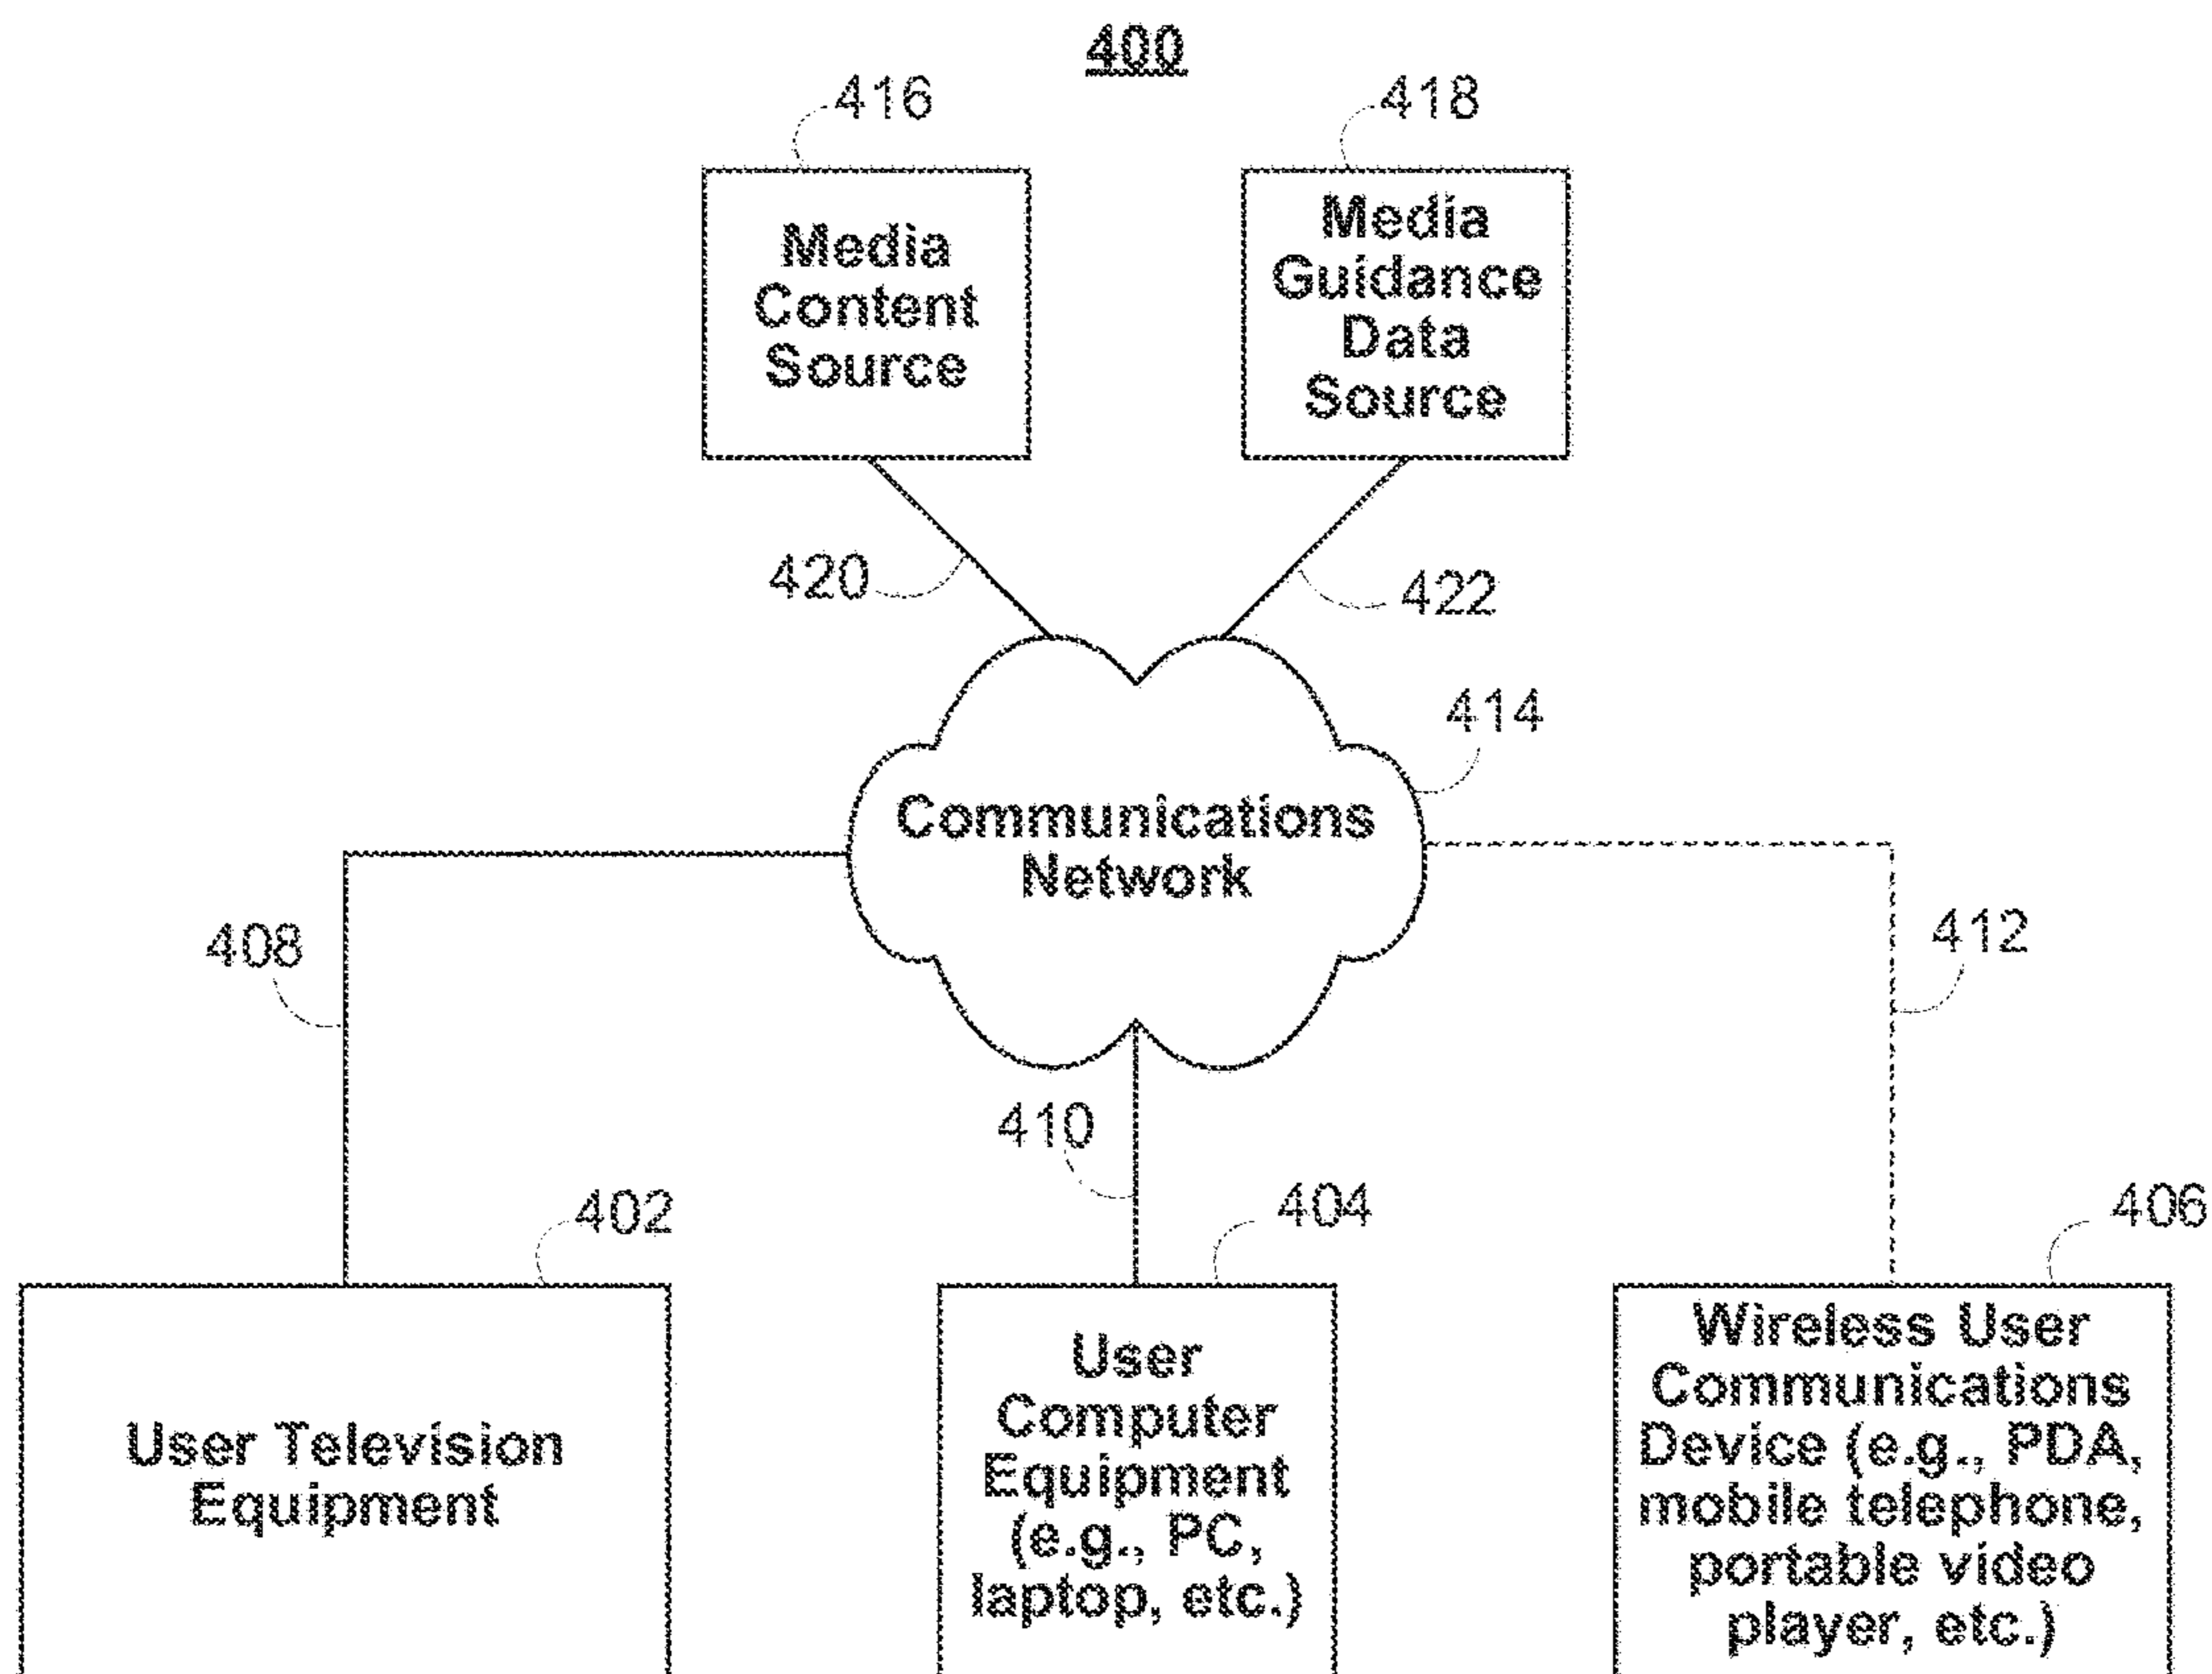 400
416
418
Media
Content
Source
Media
Guidance
Data
Source
420
422
414
Communications
Network
408
412
410
402
404
406
User Television
Equipment
User
Computer
Equipment
(e.g., PC,
laptop, etc.)
Wireless User
Communications
Device (e.g., PDA,
mobile telephone,
portable video
player, etc.)